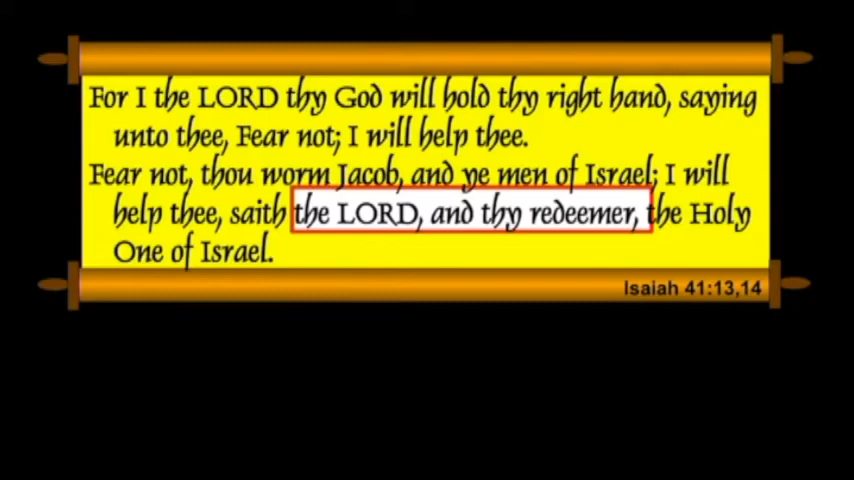 For I the LORD thy God will hold thy right hand, saying
unto thee, Fear not; I will help thee.
Fear not, thou worm Jacob, and ye men of Israel; I will
help thee, saith the LORD, and thy redeemer, the Holy
One of Israel.
Isaiah 41:13,14